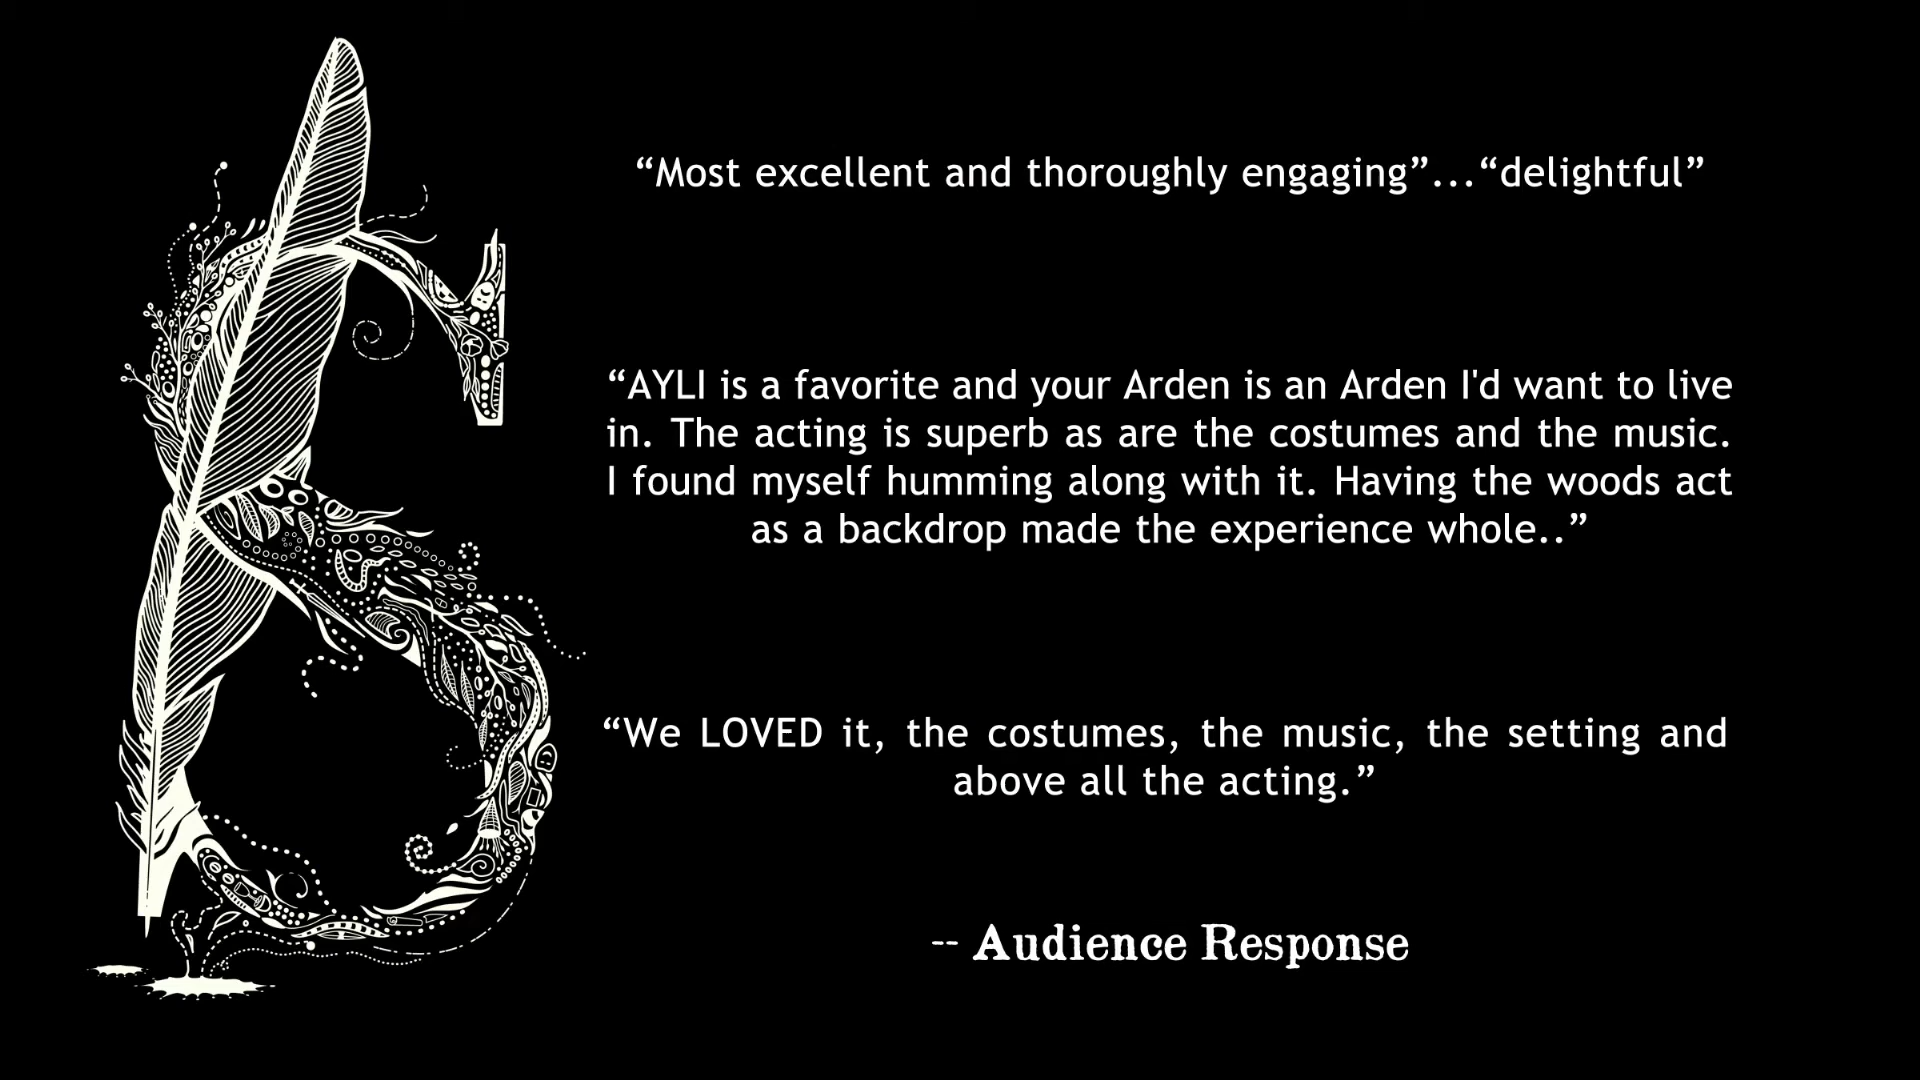 “Most excellent and thoroughly engaging”...“delightful”
“AYLI is a favorite and your Arden is an Arden I'd want to live
in. The acting is superb as are the costumes and the music.
I found myself humming along with it. Having the woods act
as a backdrop made the experience whole..”
“We LOVED it, the costumes, the music, the setting and
above all the acting.”
-- Audience Response